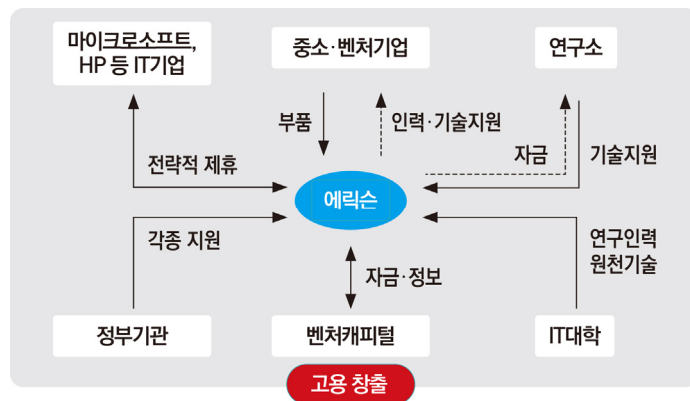 마이크로소프트,
HP 등 IT기업
중소·벤처기업
연구소
부품
인력·기술지원
자금
기술지원
전략적 제휴
에릭슨
각종 지원
연구인력
원천기술
자금·정보
정부기관
벤처캐피털
IT대학
고용 창출